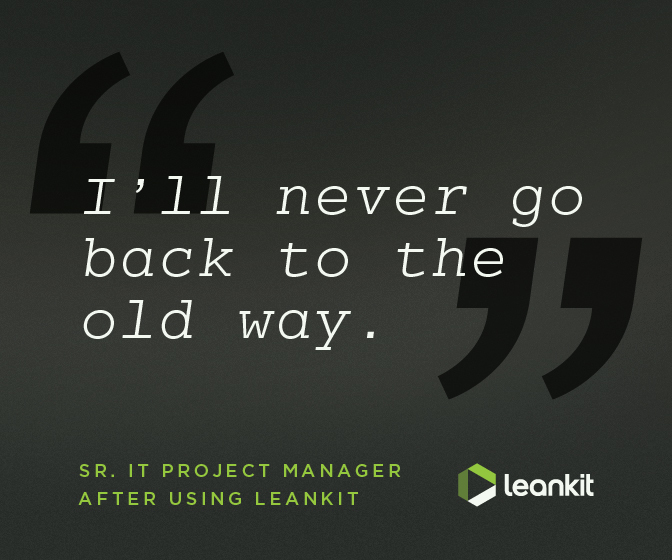 “I’ll never go
back to the
old way.”
SR. IT PROJECT MANAGER
AFTER USING LEANKIT
leankit